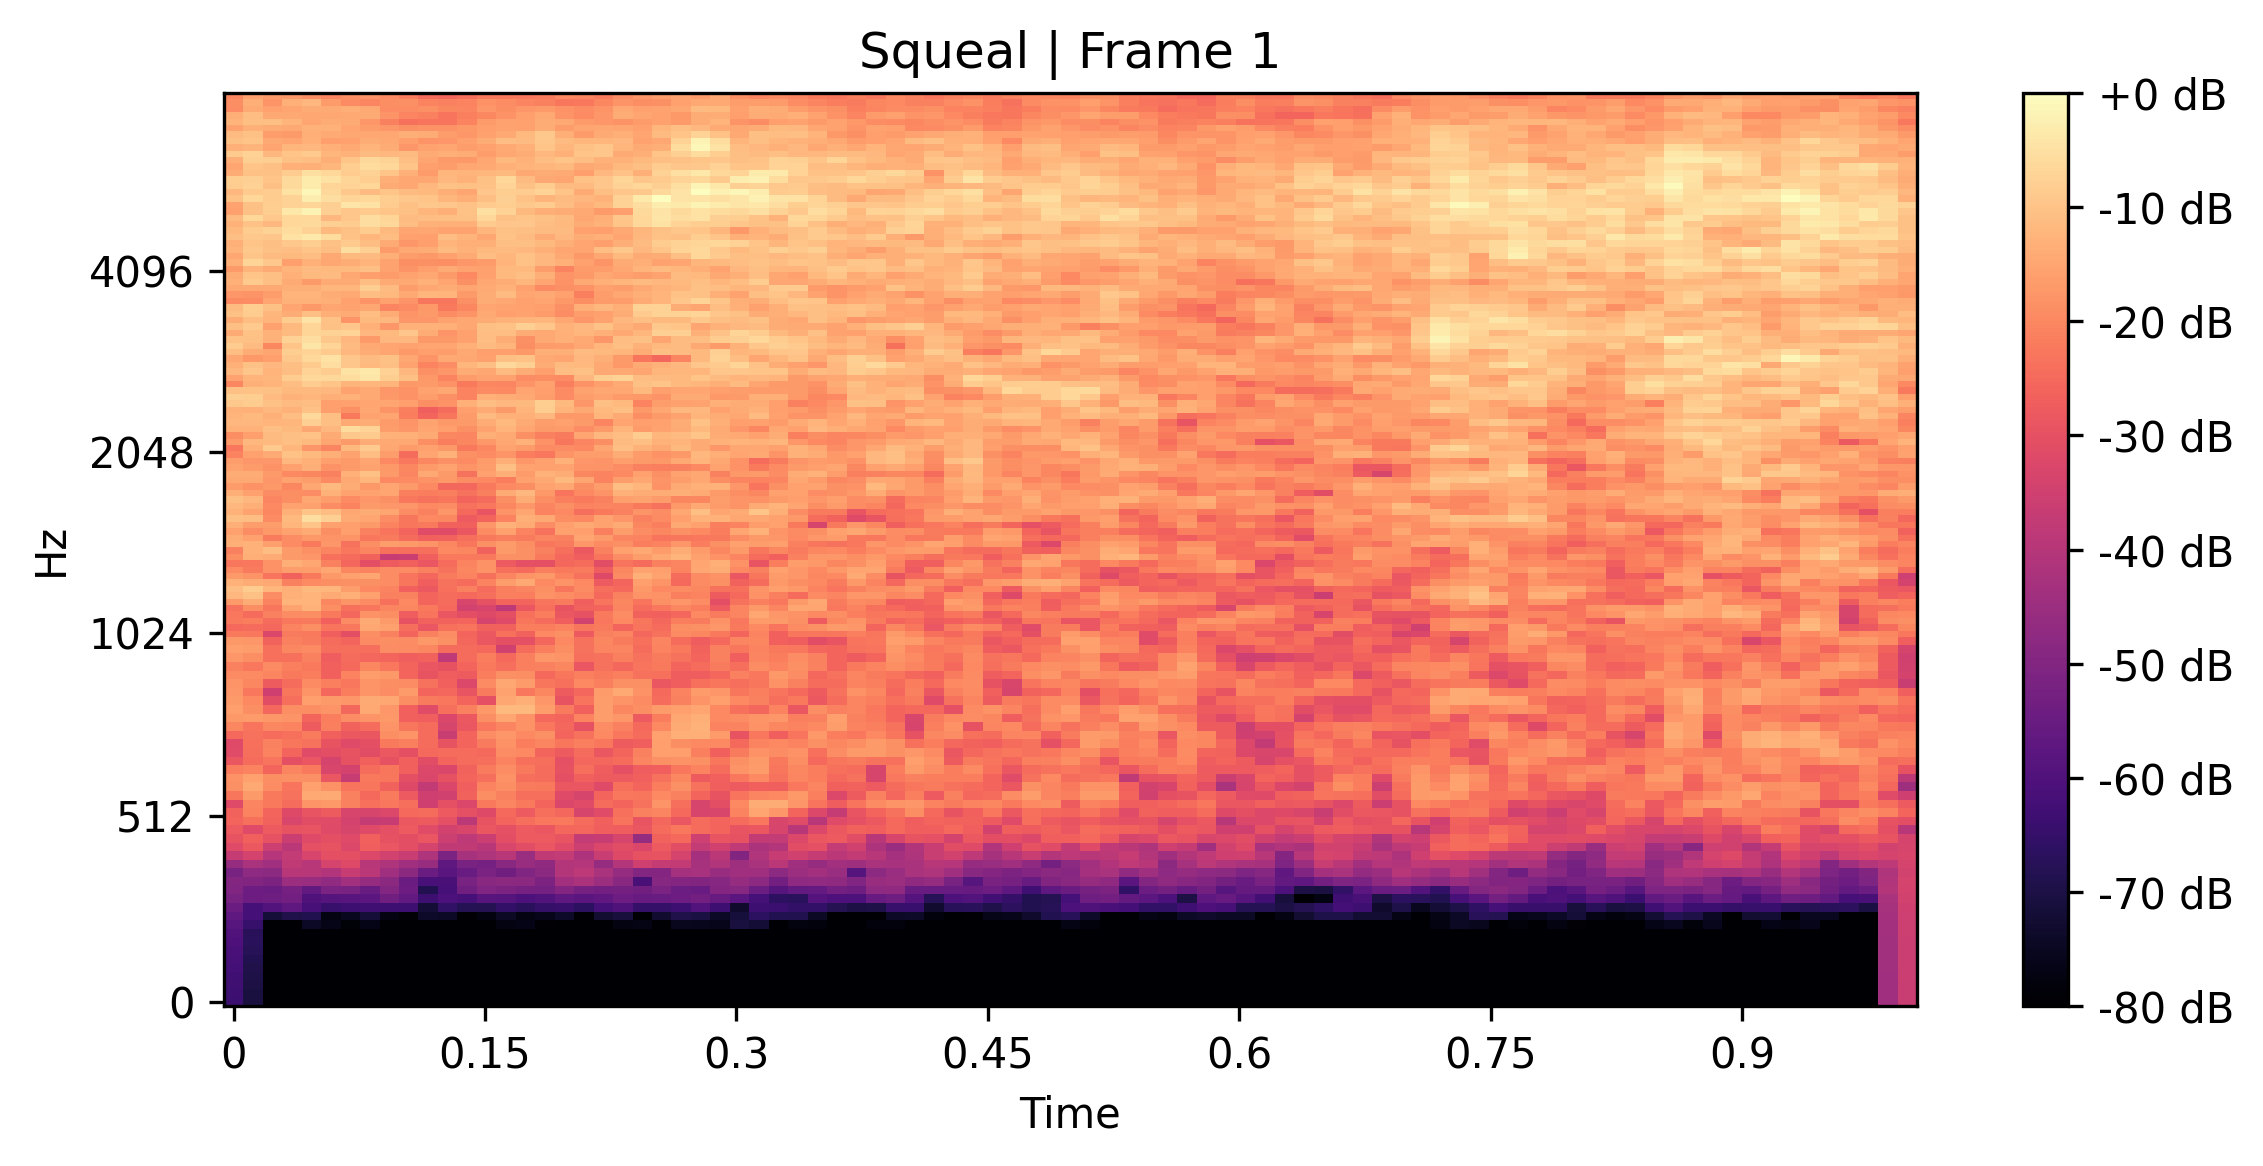 Squeal | Frame 1
Hz
4096
2048
1024
512
0
0 0.15 0.3 0.45 0.6 0.75 0.9
Time
+0 dB
-10 dB
-20 dB
-30 dB
-40 dB
-50 dB
-60 dB
-70 dB
-80 dB